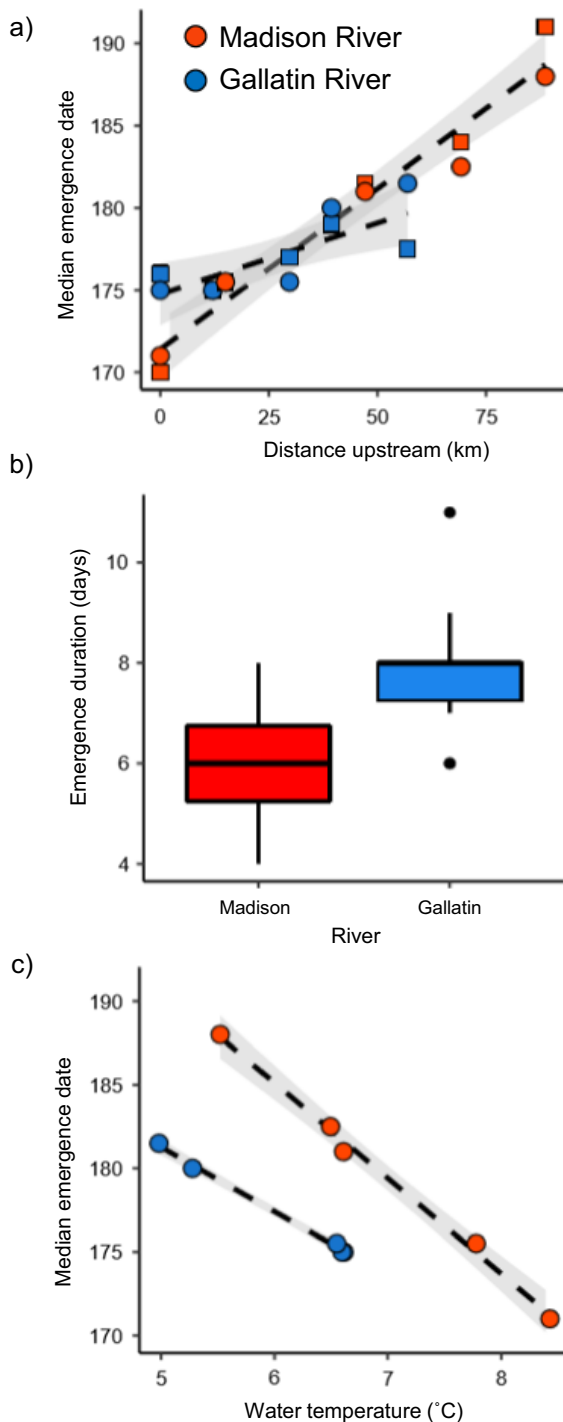 a)
Madison River
Gallatin River
Median emergence date
190
185
180
175
170
0 25 50 75
Distance upstream (km)
b)
Emergence duration (days)
10
8
6
4
Madison Gallatin
River
c)
Median emergence date
190
185
180
175
170
5 6 7 8
Water temperature (˚C)